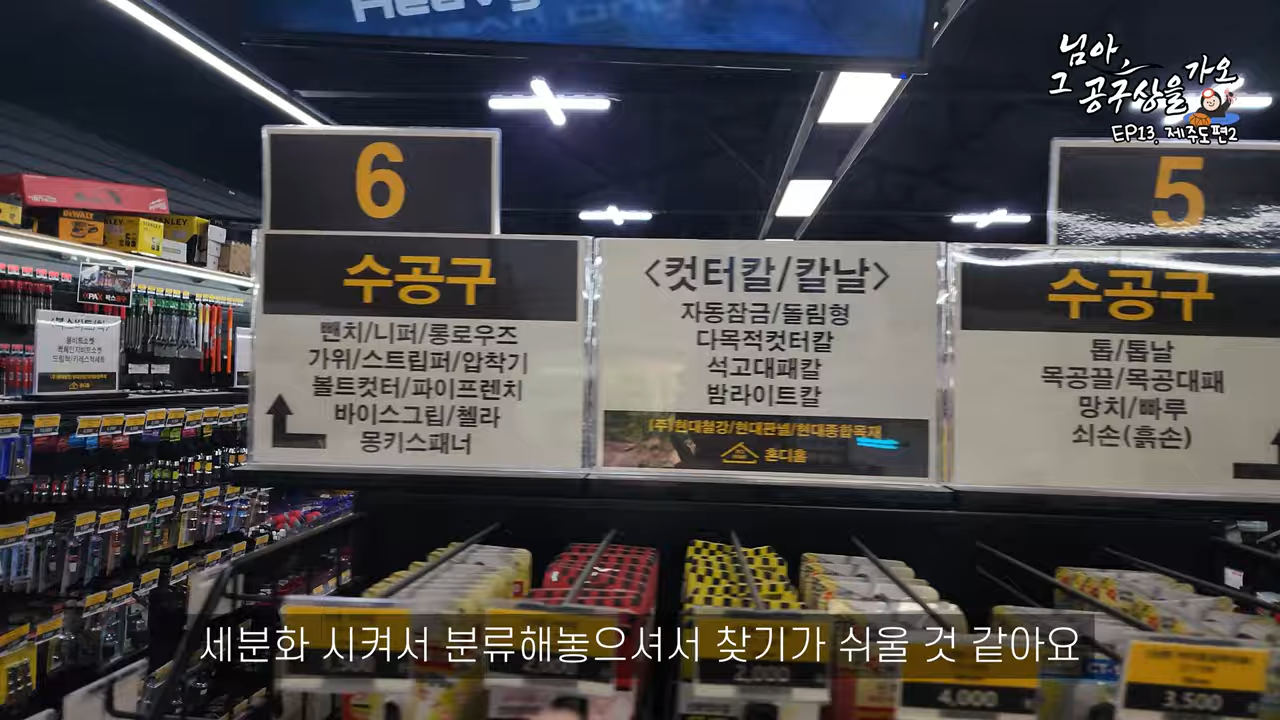 Heavy
님아,
그 공구상을 가오
EP13. 제주도편2
6
수공구
뺀치/니퍼/롱로우즈
가위/스트립퍼/압착기
볼트컷터/파이프렌치
바이스그립/첼라
몽키스패너
<컷터칼/칼날>
자동잠금/돌림형
다목적컷터칼
석고대패칼
밤라이트칼
(주)현대철강/현대판넬/현대종합목재
혼디홈
5
수공구
톱/톱날
목공끌/목공대패
망치/빠루
쇠손(흙손)
DEWALT
STANLEY
4,000
3,500
세분화 시켜서 분류해놓으셔서 찾기가 쉬울 것 같아요